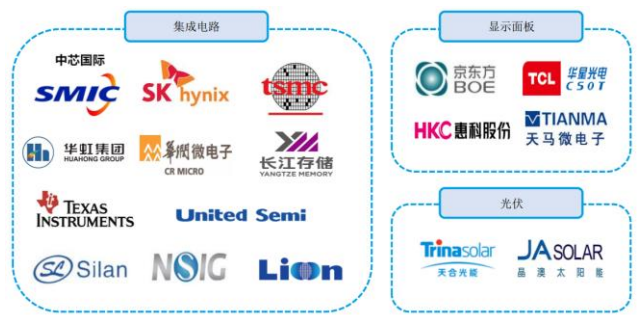 集成电路
中芯国际
SMIC
SK hynix
tsmc
华虹集团
HUAHONG GROUP
華潤微电子
CR MICRO
长江存储
YANGTZE MEMORY
TEXAS
INSTRUMENTS
United Semi
SL Silan
NSIG
Lion
显示面板
京东方
BOE
TCL 华星光电
CSOT
HKC 惠科股份
TIANMA
天马微电子
光伏
Trinasolar
天合光能
JA SOLAR
晶澳太阳能